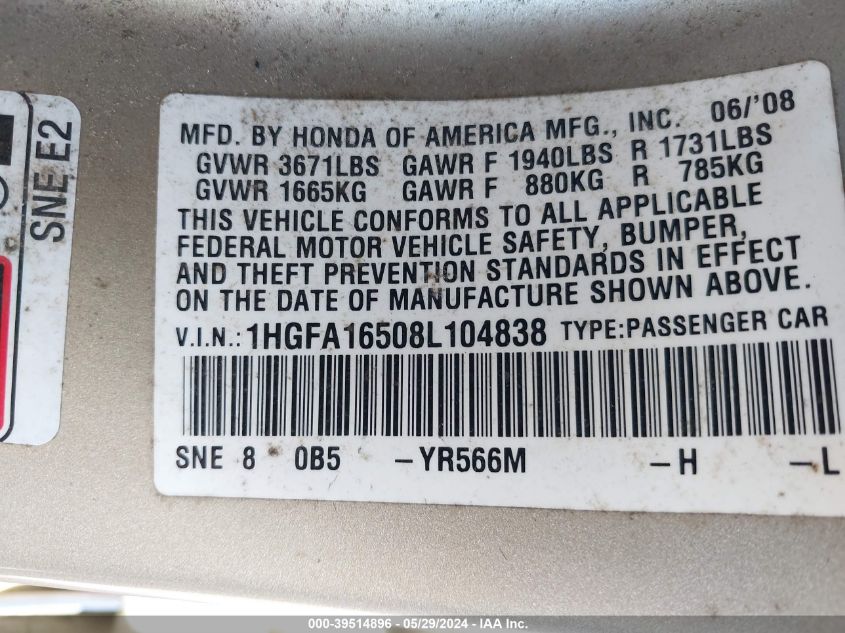 SNE E2
MFD. BY HONDA OF AMERICA MFG., INC. 06/'08
GVWR 3671LBS GAWR F 1940LBS R 1731LBS
GVWR 1665KG GAWR F 880KG R 785KG
THIS VEHICLE CONFORMS TO ALL APPLICABLE
FEDERAL MOTOR VEHICLE SAFETY, BUMPER,
AND THEFT PREVENTION STANDARDS IN EFFECT
ON THE DATE OF MANUFACTURE SHOWN ABOVE.
V.I.N.: 1HGFA16508L104838 TYPE:PASSENGER CAR
SNE 8 0B5 -YR566M -H -L
000-39514896 - 05/29/2024 - IAA Inc.